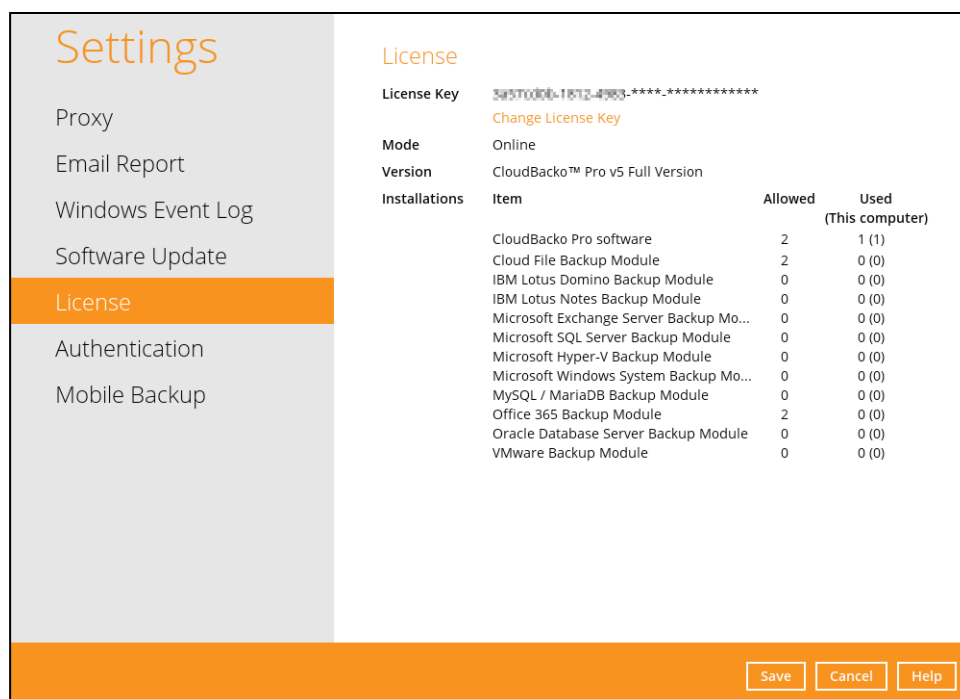 Settings
Proxy
Email Report
Windows Event Log
Software Update
License
Authentication
Mobile Backup
License
License Key -****-************
Change License Key
Mode Online
Version CloudBacko™ Pro v5 Full Version
Installations Item Allowed Used
(This computer)
CloudBacko Pro software 2 1 (1)
Cloud File Backup Module 2 0 (0)
IBM Lotus Domino Backup Module 0 0 (0)
IBM Lotus Notes Backup Module 0 0 (0)
Microsoft Exchange Server Backup Mo... 0 0 (0)
Microsoft SQL Server Backup Module 0 0 (0)
Microsoft Hyper-V Backup Module 0 0 (0)
Microsoft Windows System Backup Mo... 0 0 (0)
MySQL / MariaDB Backup Module 0 0 (0)
Office 365 Backup Module 2 0 (0)
Oracle Database Server Backup Module 0 0 (0)
VMware Backup Module 0 0 (0)
Save Cancel Help